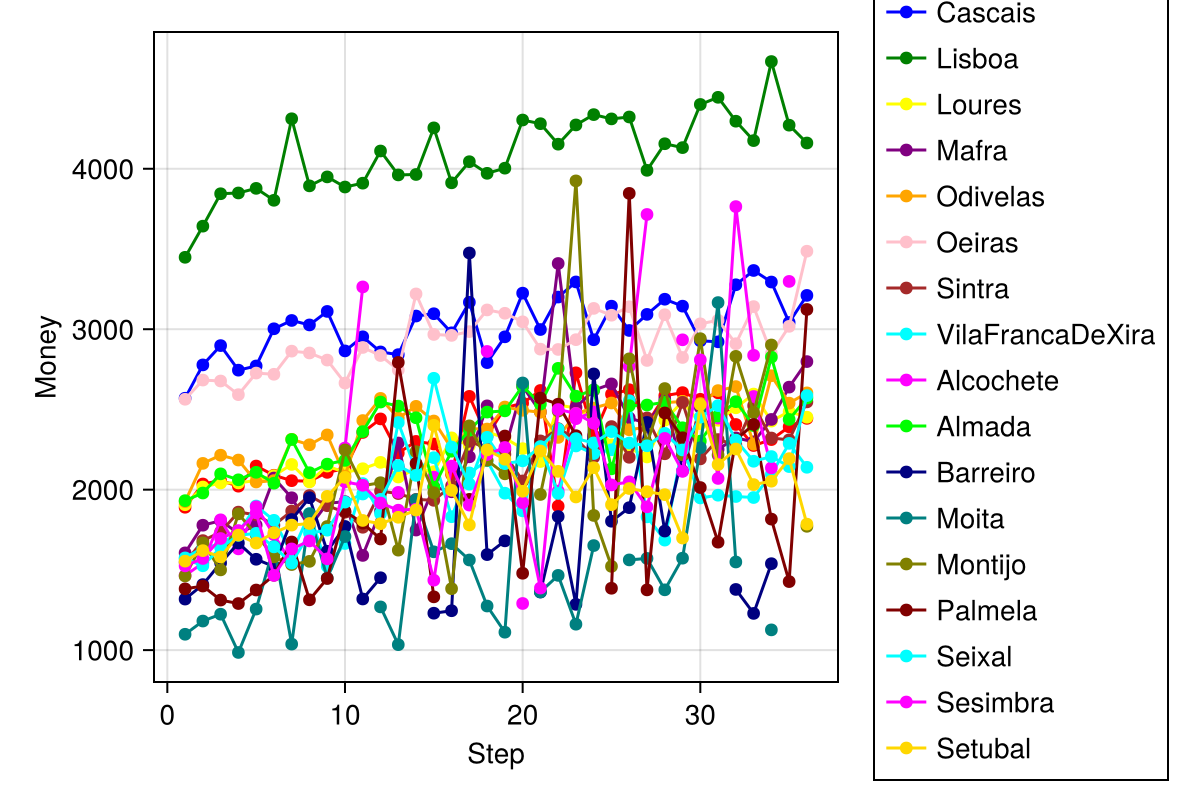 Cascais
Lisboa
Loures
Mafra
Odivelas
Oeiras
Sintra
VilaFrancaDeXira
Alcochete
Almada
Barreiro
Moita
Montijo
Palmela
Seixal
Sesimbra
Setubal
4000
3000
2000
1000
Money
0 10 20 30
Step